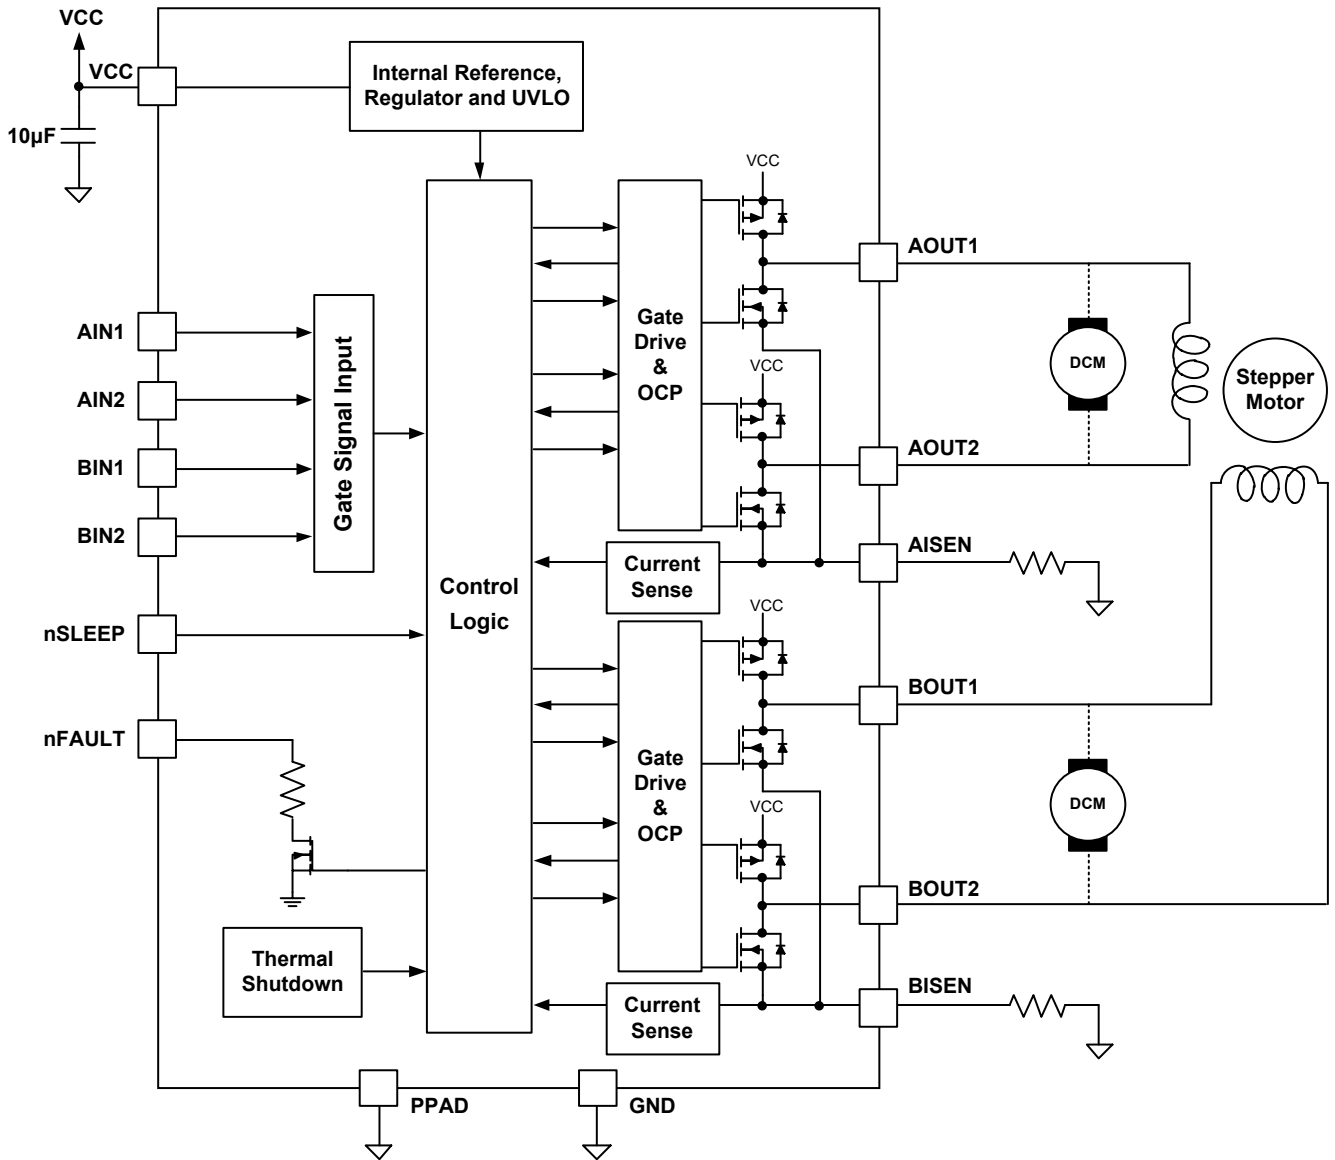 VCC
VCC
10µF
Internal Reference,
Regulator and UVLO
VCC
AOUT1
AIN1
AIN2
BIN1
BIN2
Gate Signal Input
Gate
Drive
&
OCP
VCC
DCM
Stepper
Motor
AOUT2
Control
Logic
Current
Sense
AISEN
nSLEEP
VCC
BOUT1
nFAULT
Gate
Drive
&
OCP
VCC
DCM
BOUT2
Thermal
Shutdown
Current
Sense
BISEN
PPAD
GND